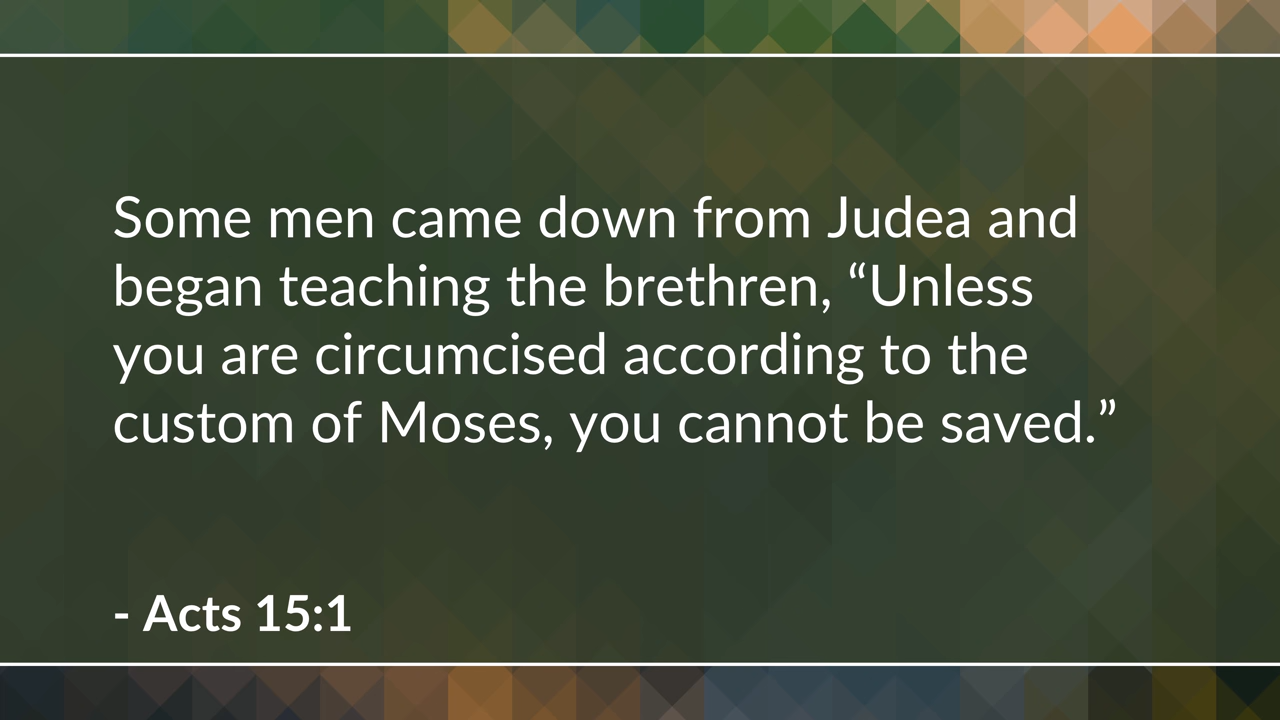 Some men came down from Judea and
began teaching the brethren, “Unless
you are circumcised according to the
custom of Moses, you cannot be saved.”
- Acts 15:1